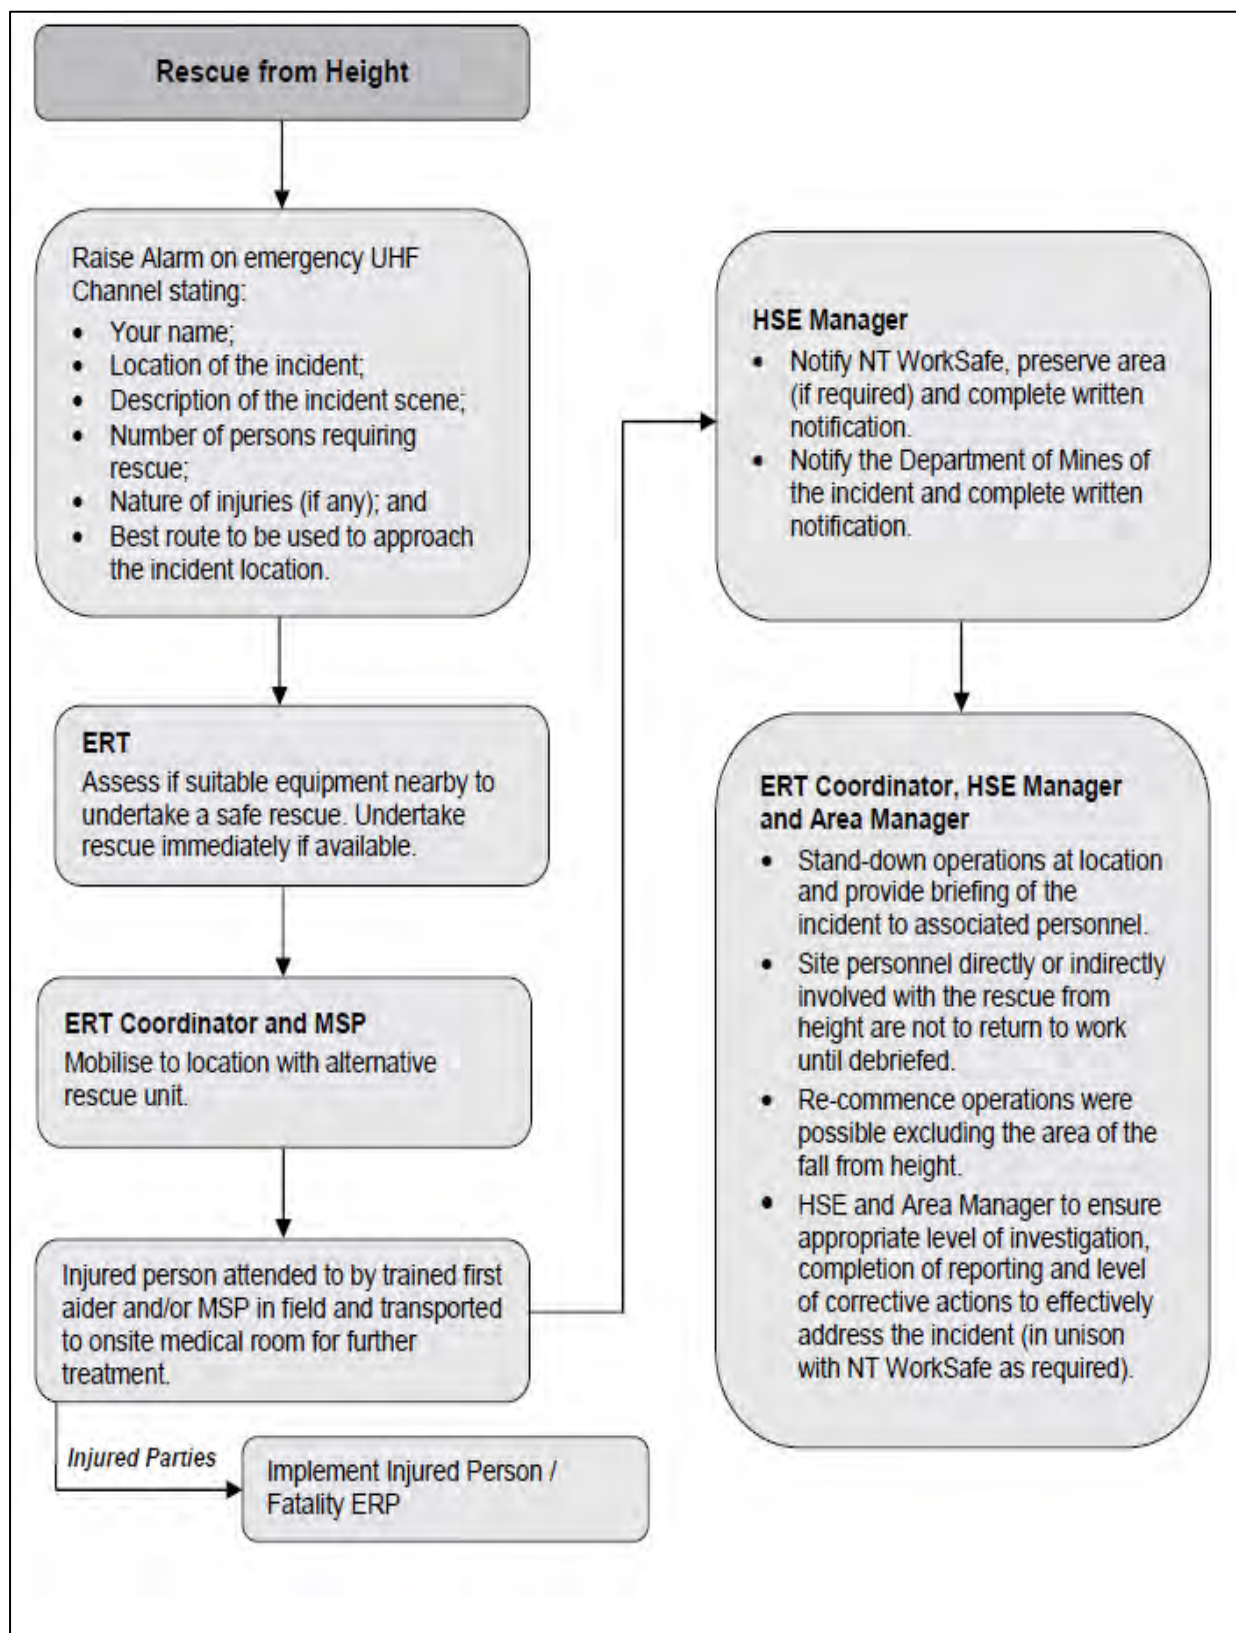 Rescue from Height
Raise Alarm on emergency UHF
Channel stating:
• Your name;
• Location of the incident;
• Description of the incident scene;
• Number of persons requiring
rescue;
• Nature of injuries (if any); and
• Best route to be used to approach
the incident location.
ERT
Assess if suitable equipment nearby to
undertake a safe rescue. Undertake
rescue immediately if available.
ERT Coordinator and MSP
Mobilise to location with alternative
rescue unit.
Injured person attended to by trained first
aider and/or MSP in field and transported
to onsite medical room for further
treatment.
Injured Parties
Implement Injured Person /
Fatality ERP
HSE Manager
• Notify NT WorkSafe, preserve area
(if required) and complete written
notification.
• Notify the Department of Mines of
the incident and complete written
notification.
ERT Coordinator, HSE Manager
and Area Manager
• Stand-down operations at location
and provide briefing of the
incident to associated personnel.
• Site personnel directly or indirectly
involved with the rescue from
height are not to return to work
until debriefed.
• Re-commence operations were
possible excluding the area of the
fall from height.
• HSE and Area Manager to ensure
appropriate level of investigation,
completion of reporting and level
of corrective actions to effectively
address the incident (in unison
with NT WorkSafe as required).